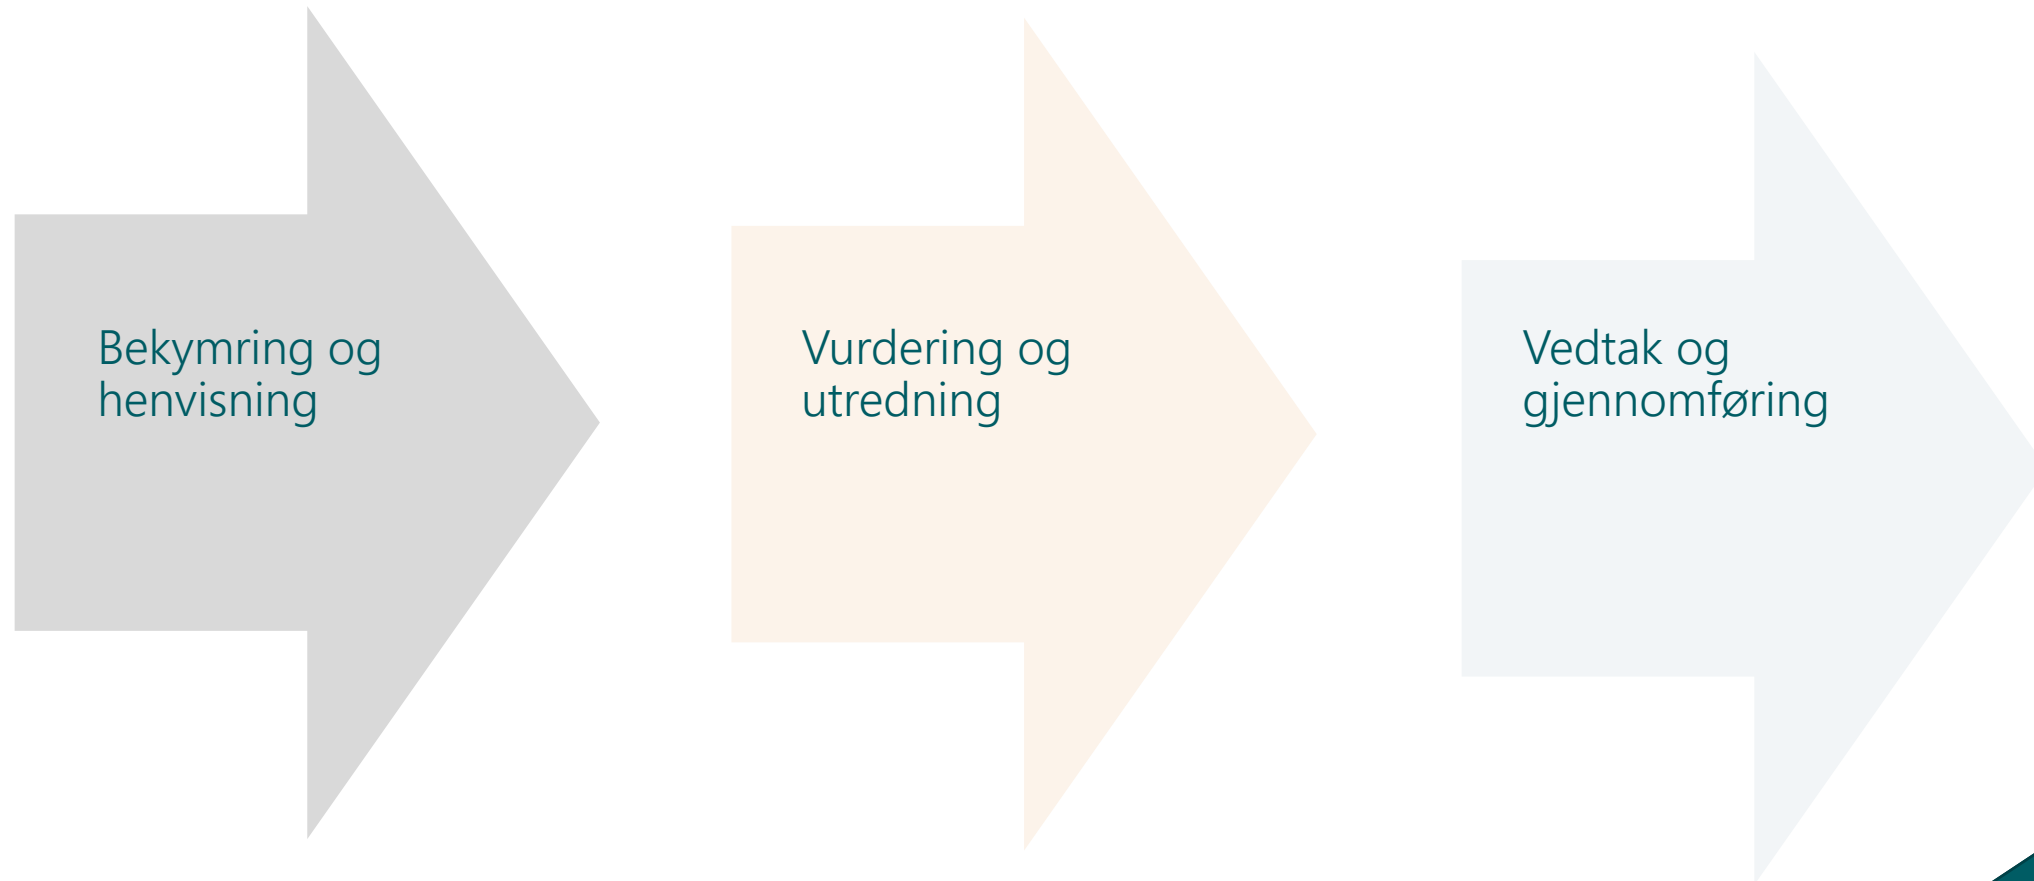 Bekymring og
henvisning
Vurdering og
utredning
Vedtak og
gjennomføring